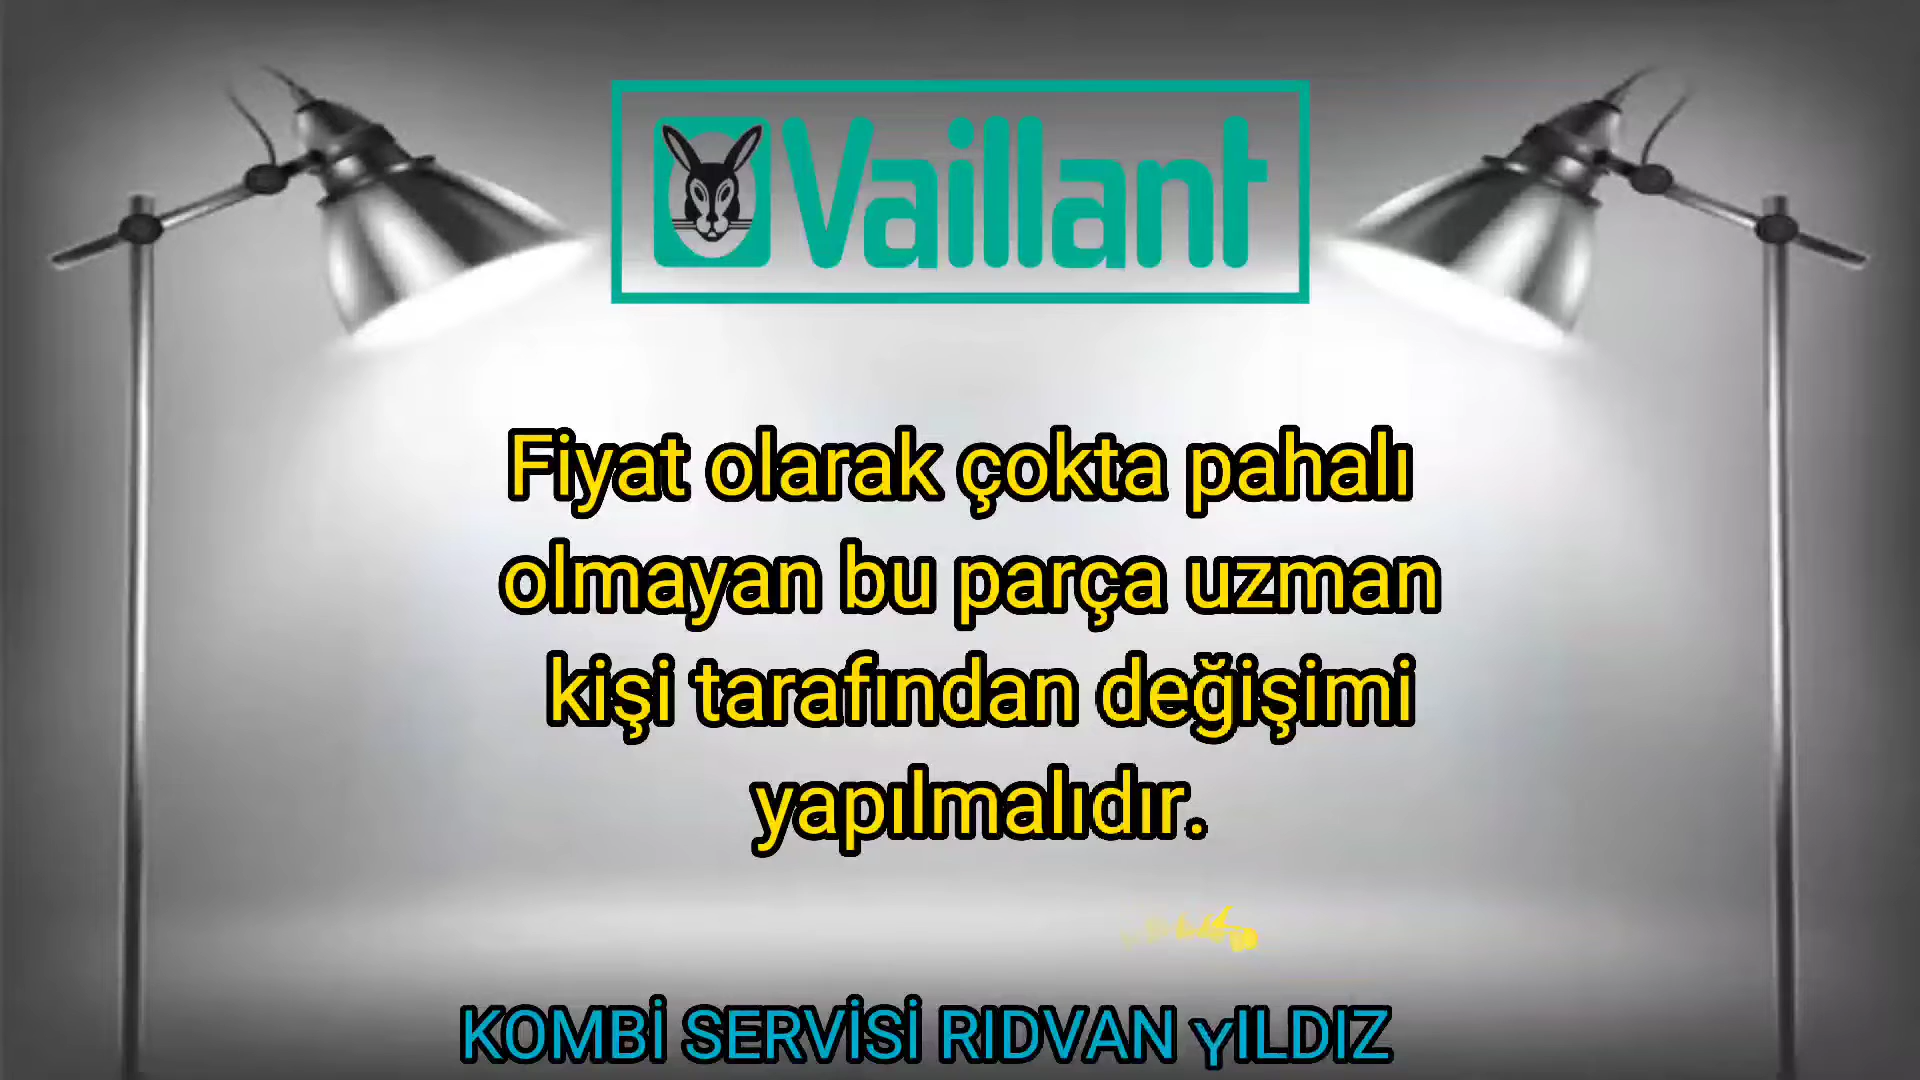 Vaillant
Fiyat olarak çokta pahalı
olmayan bu parça uzman
kişi tarafından değişimi
yapılmalıdır.
KOMBİ SERVİSİ RIDVAN YILDIZ